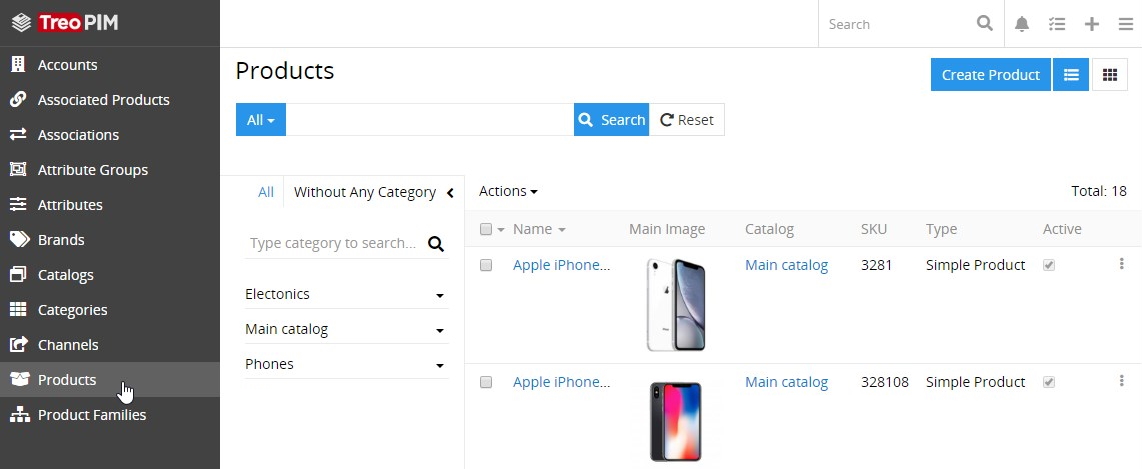 TreoPIM
Accounts
Associated Products
Associations
Attribute Groups
Attributes
Brands
Catalogs
Categories
Channels
Products
Product Families
Search
Products
Create Product
All Search Reset
All Without Any Category
Type category to search...
Electonics
Main catalog
Phones
Actions Total: 18
Name Main Image Catalog SKU Type Active
Apple iPhone... Main catalog 3281 Simple Product
Apple iPhone... Main catalog 328108 Simple Product